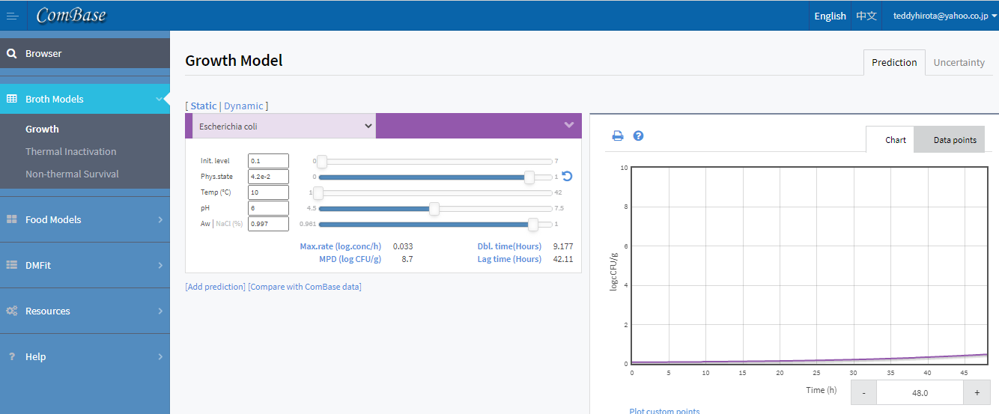 ComBase
English
中文
teddyhirota@yahoo.co.jp
Browser
Broth Models
Growth
Thermal Inactivation
Non-thermal Survival
Food Models
DMFit
Resources
Help
Growth Model
Prediction
Uncertainty
[ Static | Dynamic ]
Escherichia coli
Init. level 0.1 0 7
Phys.state 4.2e-2 0 1
Temp (°C) 10 42
pH 6 4.5 7.5
Aw | NaCl (%) 0.997 0.961 1
Max.rate (log.conc/h) 0.033 Dbl. time(Hours) 9.177
MPD (log CFU/g) 8.7 Lag time (Hours) 42.11
[Add prediction] [Compare with ComBase data]
Chart
Data points
10
8
6
4
2
0
logcCFU/g
0 5 10 15 20 25 30 35 40 45
Time (h) - 48.0 +
Plot custom points